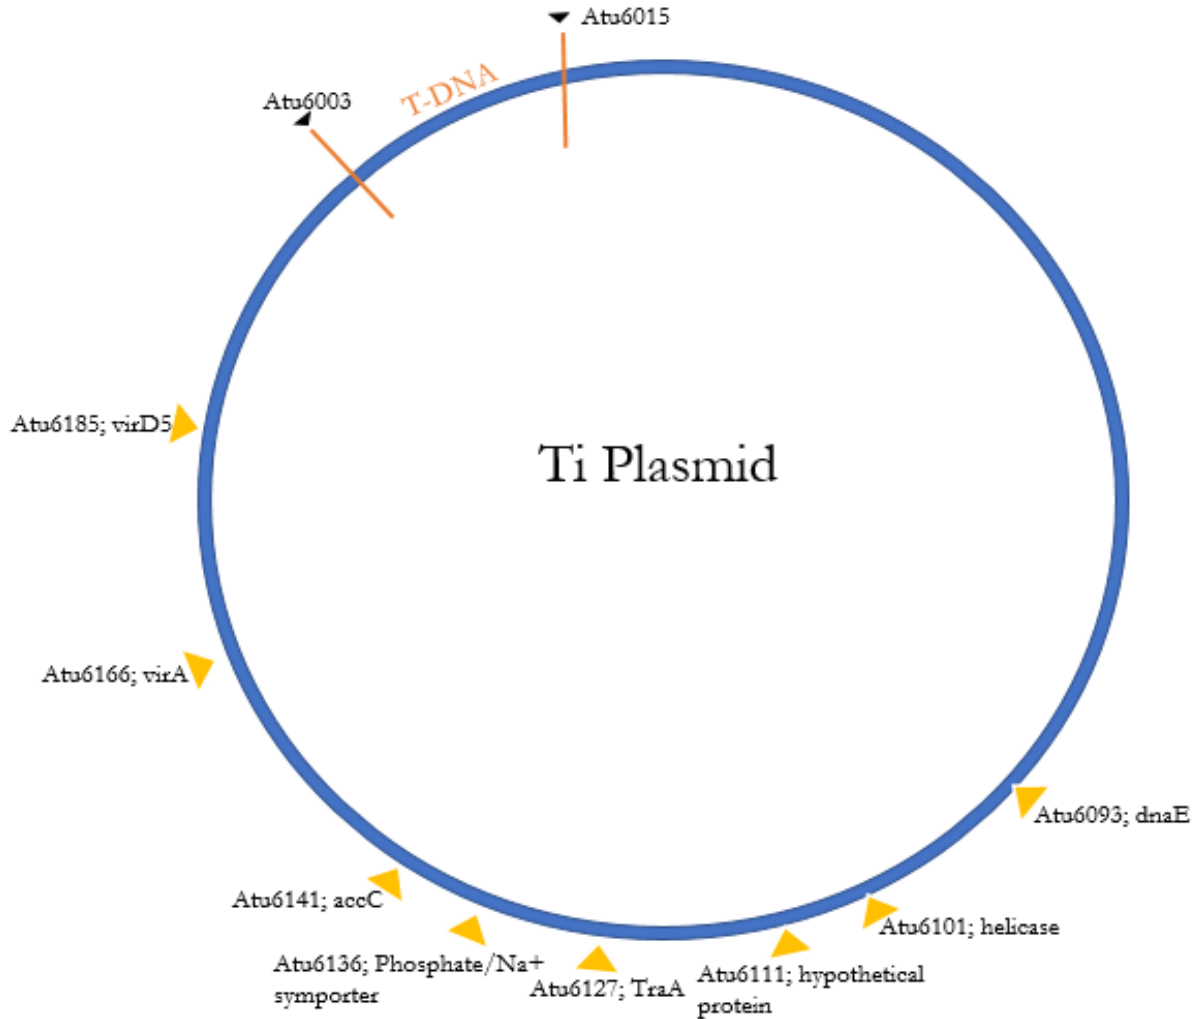 Atu6015
T-DNA
Atu6003
Atu6185; virD5
Ti Plasmid
Atu6166; virA
Atu6093; dnaE
Atu6141; accC
Atu6101; helicase
Atu6136; Phosphate/Na+
symporter
Atu6127; TraA
Atu6111; hypothetical
protein